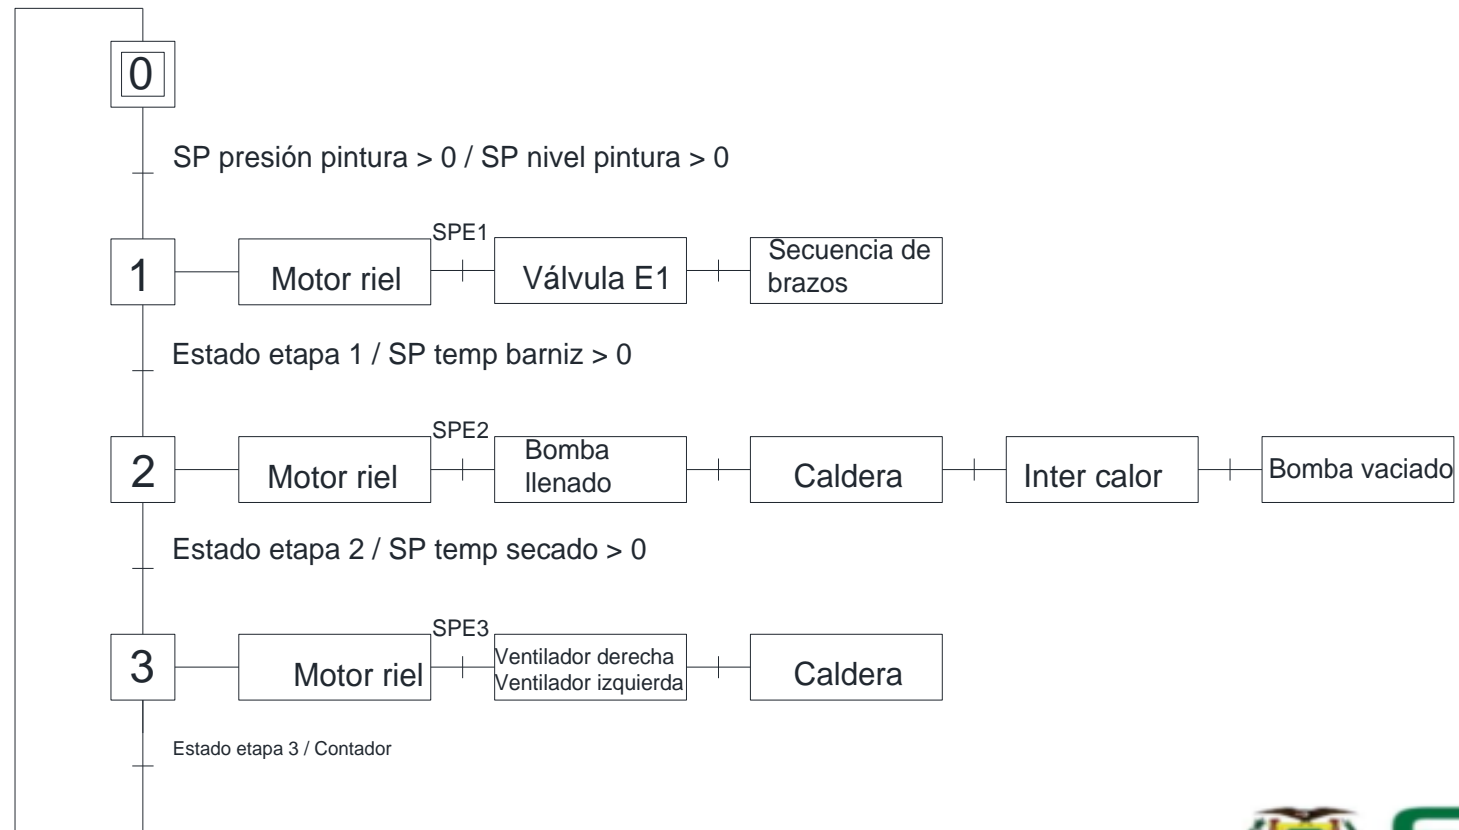 0
SP presión pintura > 0 / SP nivel pintura > 0
SPE1
1
Motor riel
Válvula E1
Secuencia de
brazos
Estado etapa 1 / SP temp barniz > 0
SPE2
2
Motor riel
Bomba
llenado
Caldera
Inter calor
Bomba vaciado
Estado etapa 2 / SP temp secado > 0
SPE3
3
Motor riel
Ventilador derecha
Ventilador izquierda
Caldera
Estado etapa 3 / Contador